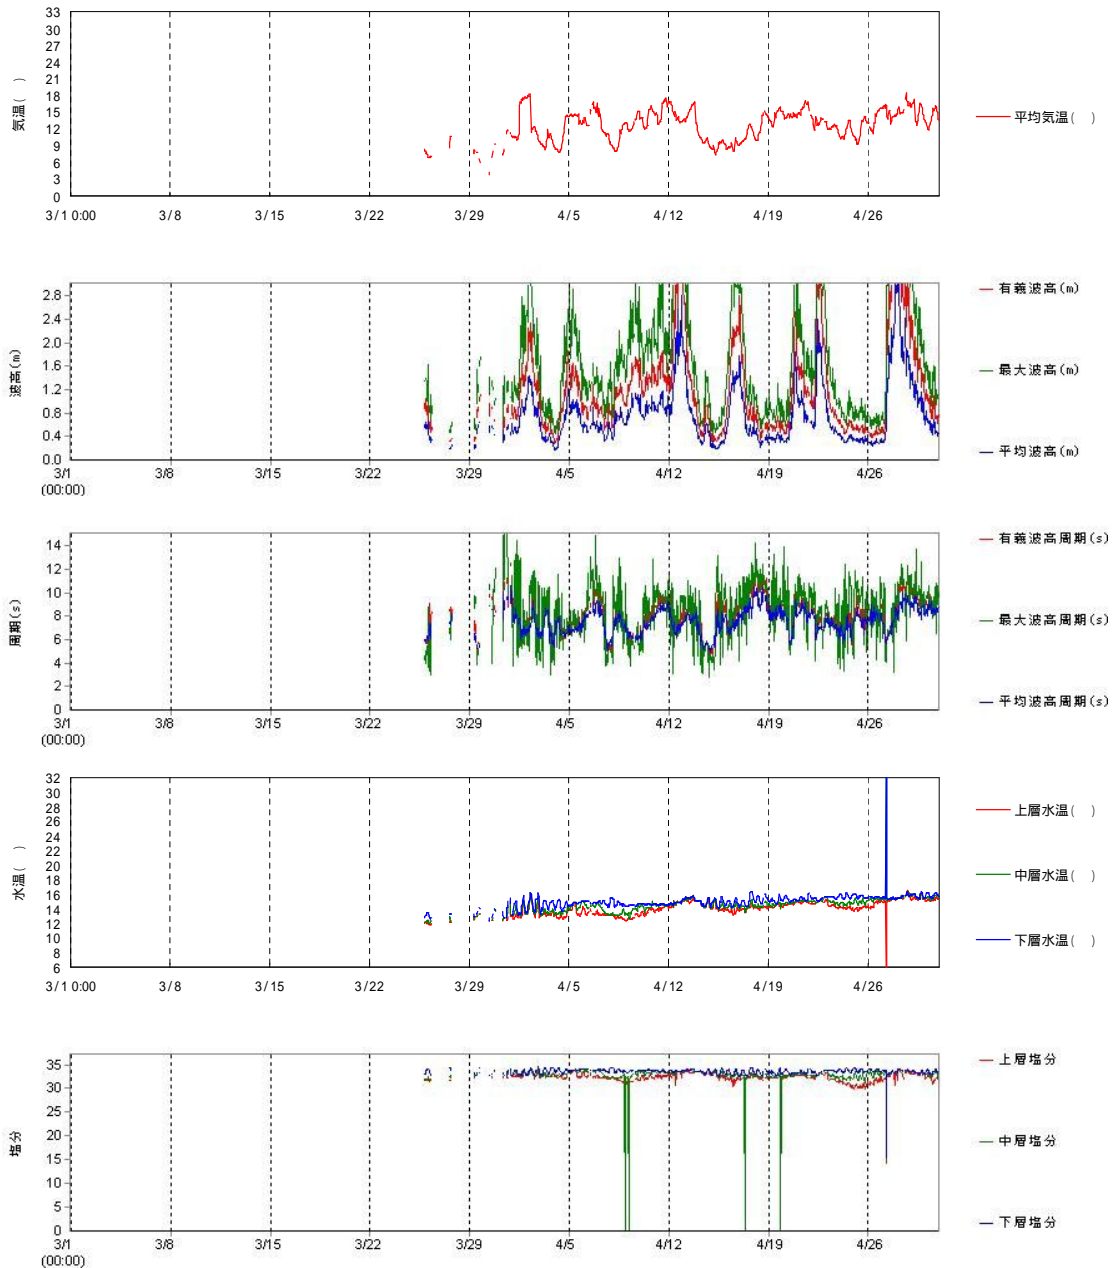 33
30
27
24
21
18
15
12
9
6
3
0
気温( )
3/1 0:00 3/8 3/15 3/22 3/29 4/5 4/12 4/19 4/26
平均気温( )
2.8
2.4
2.0
1.6
1.2
0.8
0.4
0.0
波高(m)
3/1 3/8 3/15 3/22 3/29 4/5 4/12 4/19 4/26
(00:00)
有義波高(m)
最大波高(m)
平均波高(m)
14
12
10
8
6
4
2
0
周期(s)
3/1 3/8 3/15 3/22 3/29 4/5 4/12 4/19 4/26
(00:00)
有義波高周期(s)
最大波高周期(s)
平均波高周期(s)
32
30
28
26
24
22
20
18
16
14
12
10
8
6
水温( )
3/1 0:00 3/8 3/15 3/22 3/29 4/5 4/12 4/19 4/26
上層水温( )
中層水温( )
下層水温( )
35
30
25
20
15
10
5
0
塩分
3/1 3/8 3/15 3/22 3/29 4/5 4/12 4/19 4/26
(00:00)
上層塩分
中層塩分
下層塩分